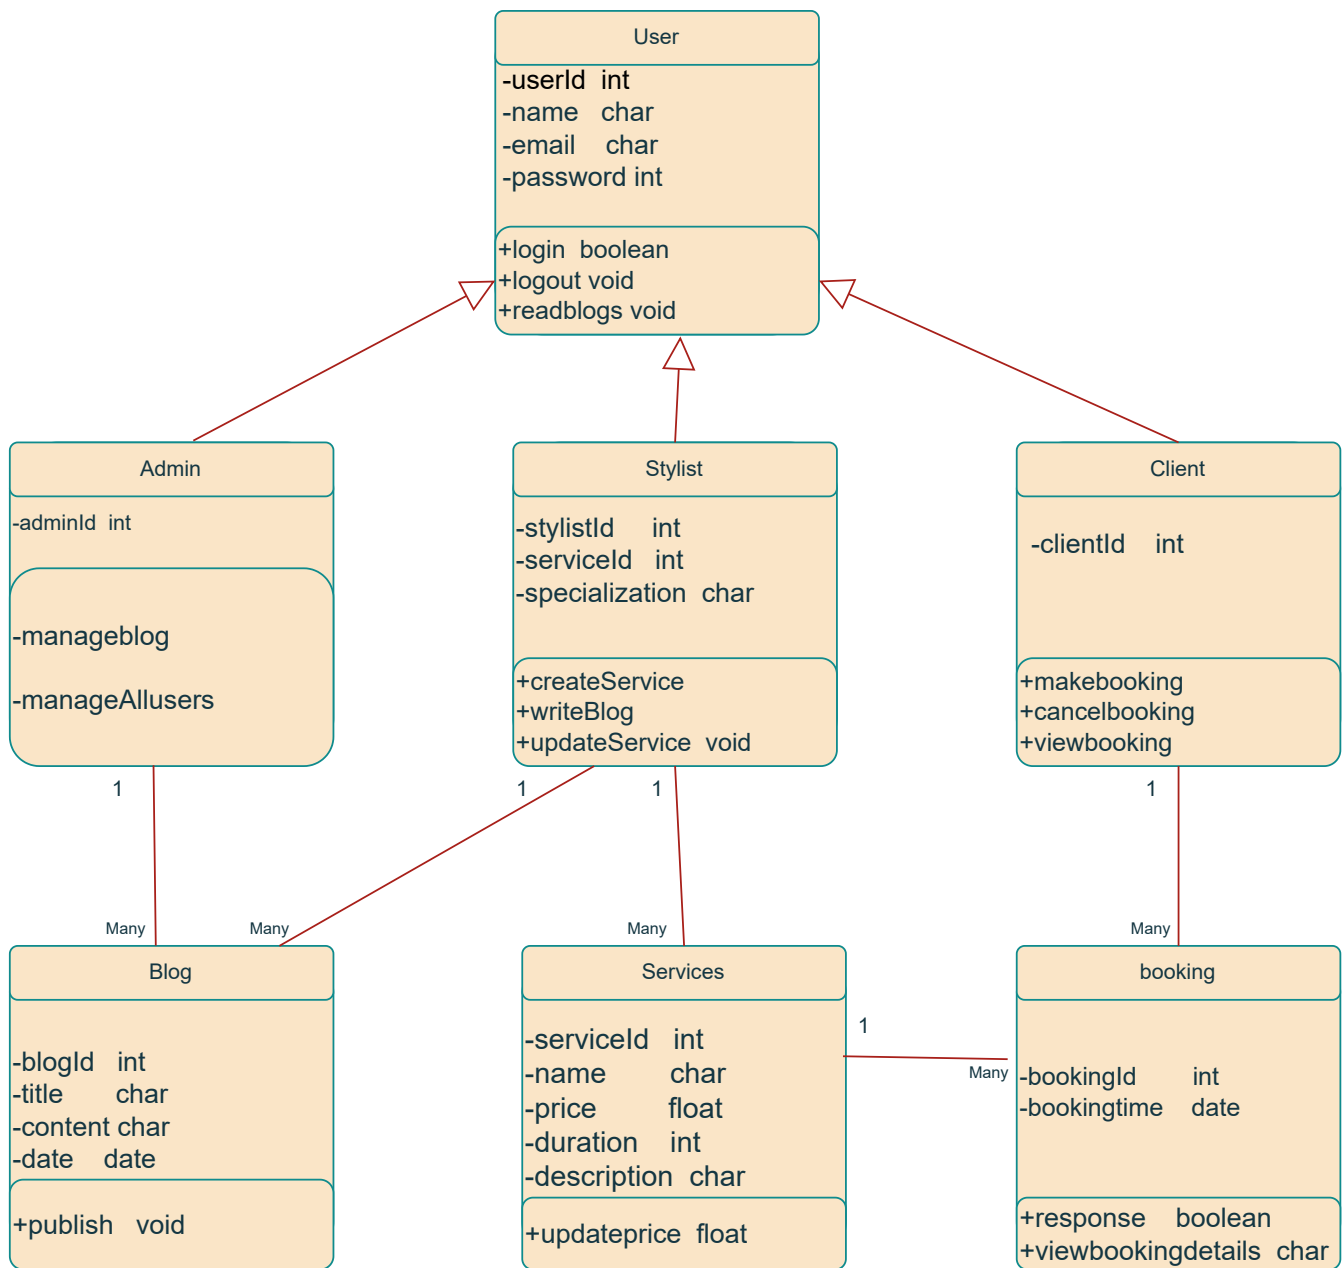 User
-userId int
-name char
-email char
-password int
+login boolean
+logout void
+readblogs void
Admin
-adminId int
-manageblog
-manageAllusers
Stylist
-stylistId int
-serviceId int
-specialization char
+createService
+writeBlog
+updateService void
Client
-clientId int
+makebooking
+cancelbooking
+viewbooking
1
1
1
1
Many
Many
Many
Many
Blog
-blogId int
-title char
-content char
-date date
+publish void
Services
-serviceId int
-name char
-price float
-duration int
-description char
+updateprice float
1
Many
booking
-bookingId int
-bookingtime date
+response boolean
+viewbookingdetails char